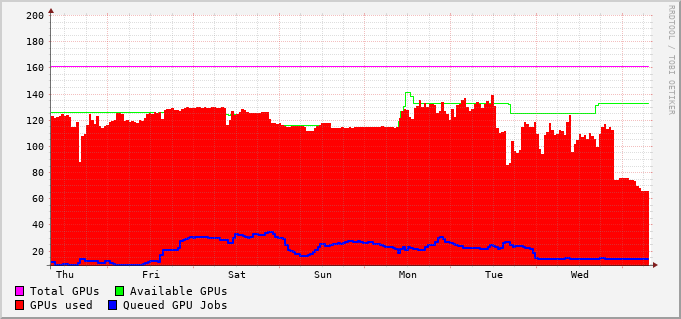 200
180
160
140
120
100
80
60
40
20
Thu Fri Sat Sun Mon Tue Wed
Total GPUs Available GPUs
GPUs used Queued GPU Jobs
RRDTOOL / TOBI OETIKER